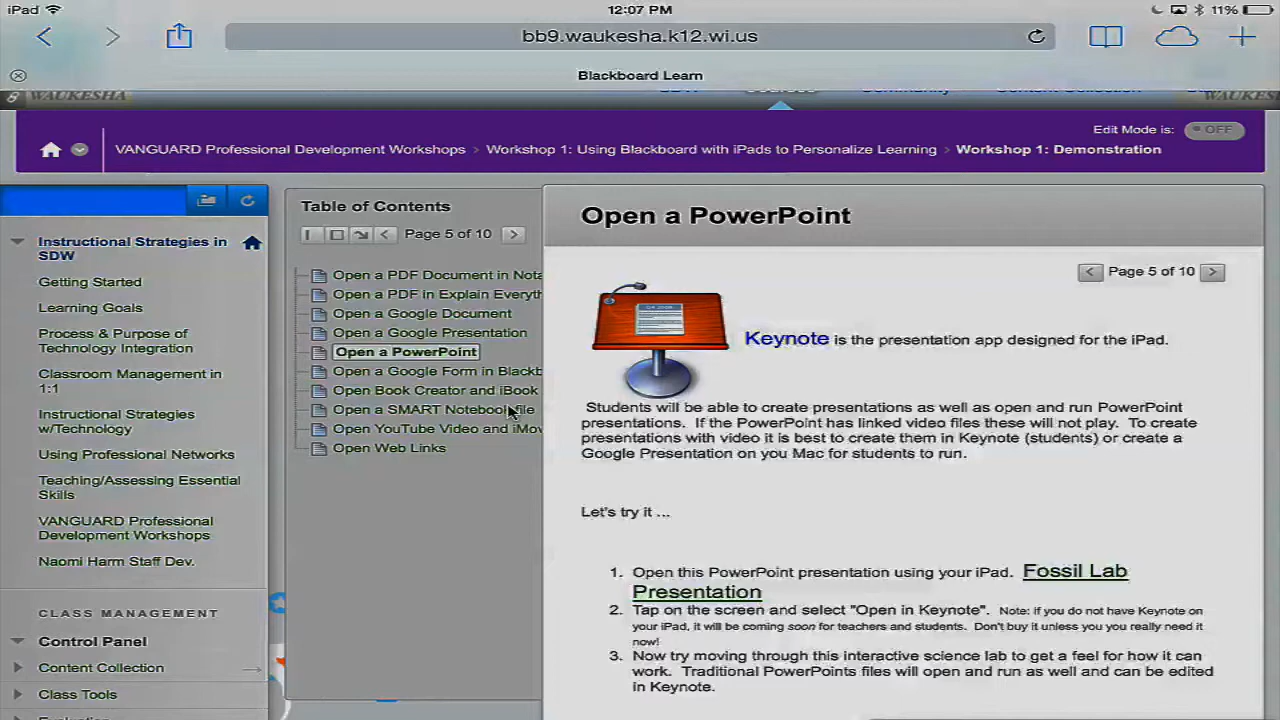 iPad
12:07 PM
11%
bb9.waukesha.k12.wi.us
Blackboard Learn
WAUKESHA
SDW
Courses
Community
Content Collection
Edit Mode is:
OFF
VANGUARD Professional Development Workshops > Workshop 1: Using Blackboard with iPads to Personalize Learning > Workshop 1: Demonstration
Instructional Strategies in
SDW
Getting Started
Learning Goals
Process & Purpose of
Technology Integration
Classroom Management in
1:1
Instructional Strategies
w/Technology
Using Professional Networks
Teaching/Assessing Essential
Skills
VANGUARD Professional
Development Workshops
Naomi Harm Staff Dev.
CLASS MANAGEMENT
Control Panel
Content Collection
Class Tools
Table of Contents
Page 5 of 10
Open a PDF Document in Nota
Open a PDF in Explain Everyth
Open a Google Document
Open a Google Presentation
Open a PowerPoint
Open a Google Form in Blackb
Open Book Creator and iBook
Open a SMART Notebook file
Open YouTube Video and iMov
Open Web Links
Open a PowerPoint
Page 5 of 10
Keynote is the presentation app designed for the iPad.
Students will be able to create presentations as well as open and run PowerPoint
presentations. If the PowerPoint has linked video files these will not play. To create
presentations with video it is best to create them in Keynote (students) or create a
Google Presentation on you Mac for students to run.
Let's try it ...
1. Open this PowerPoint presentation using your iPad. Fossil Lab
Presentation
2. Tap on the screen and select "Open in Keynote". Note: if you do not have Keynote on
your iPad, it will be coming soon for teachers and students. Don't buy it unless you you really need it
now!
3. Now try moving through this interactive science lab to get a feel for how it can
work. Traditional PowerPoints files will open and run as well and can be edited
in Keynote.